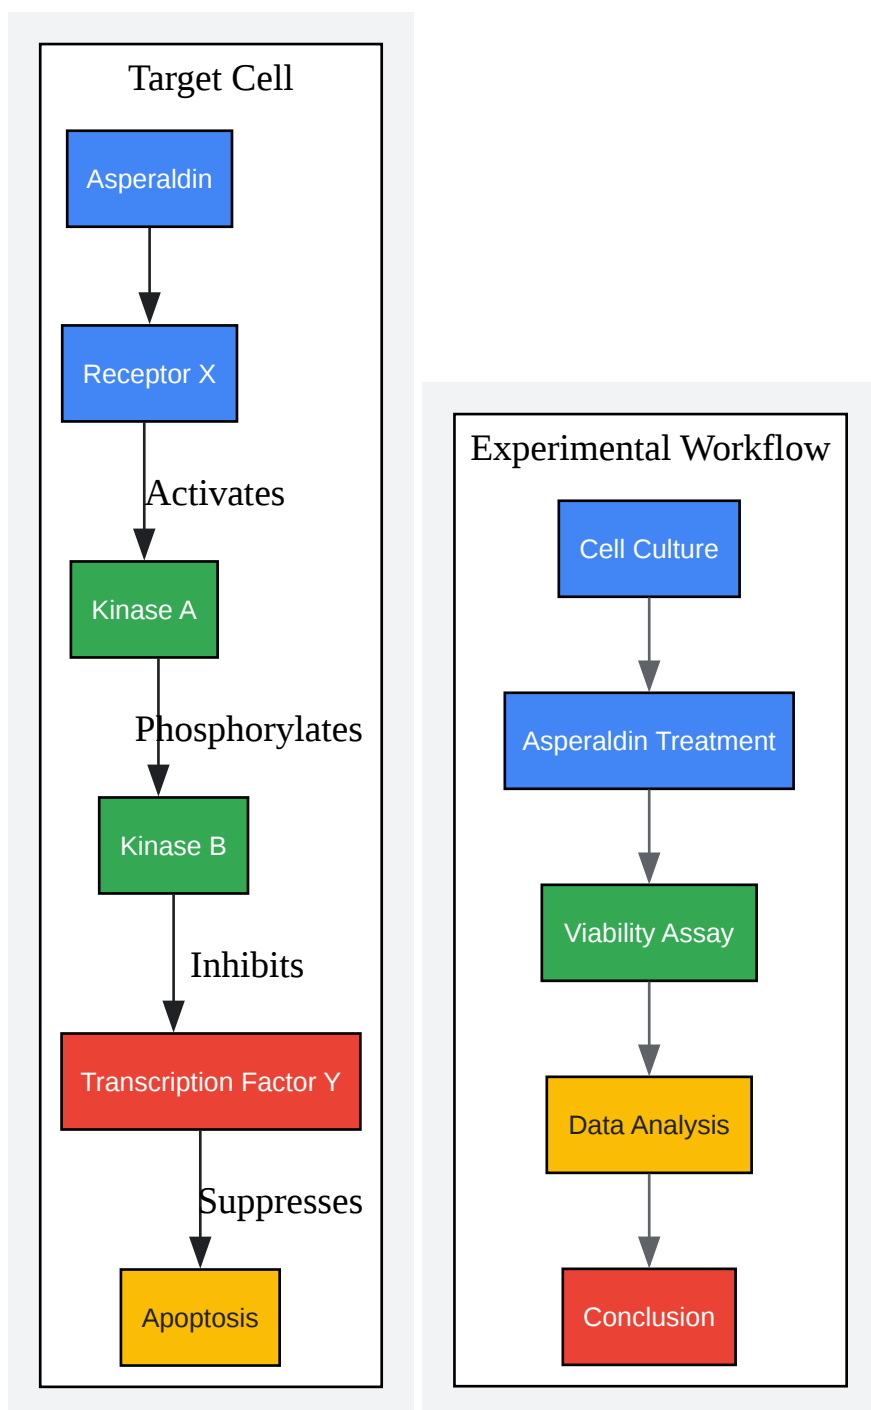 Target Cell
Asperaldin
Receptor X
Activates
Kinase A
Phosphorylates
Kinase B
Inhibits
Transcription Factor Y
Suppresses
Apoptosis
Experimental Workflow
Cell Culture
Asperaldin Treatment
Viability Assay
Data Analysis
Conclusion